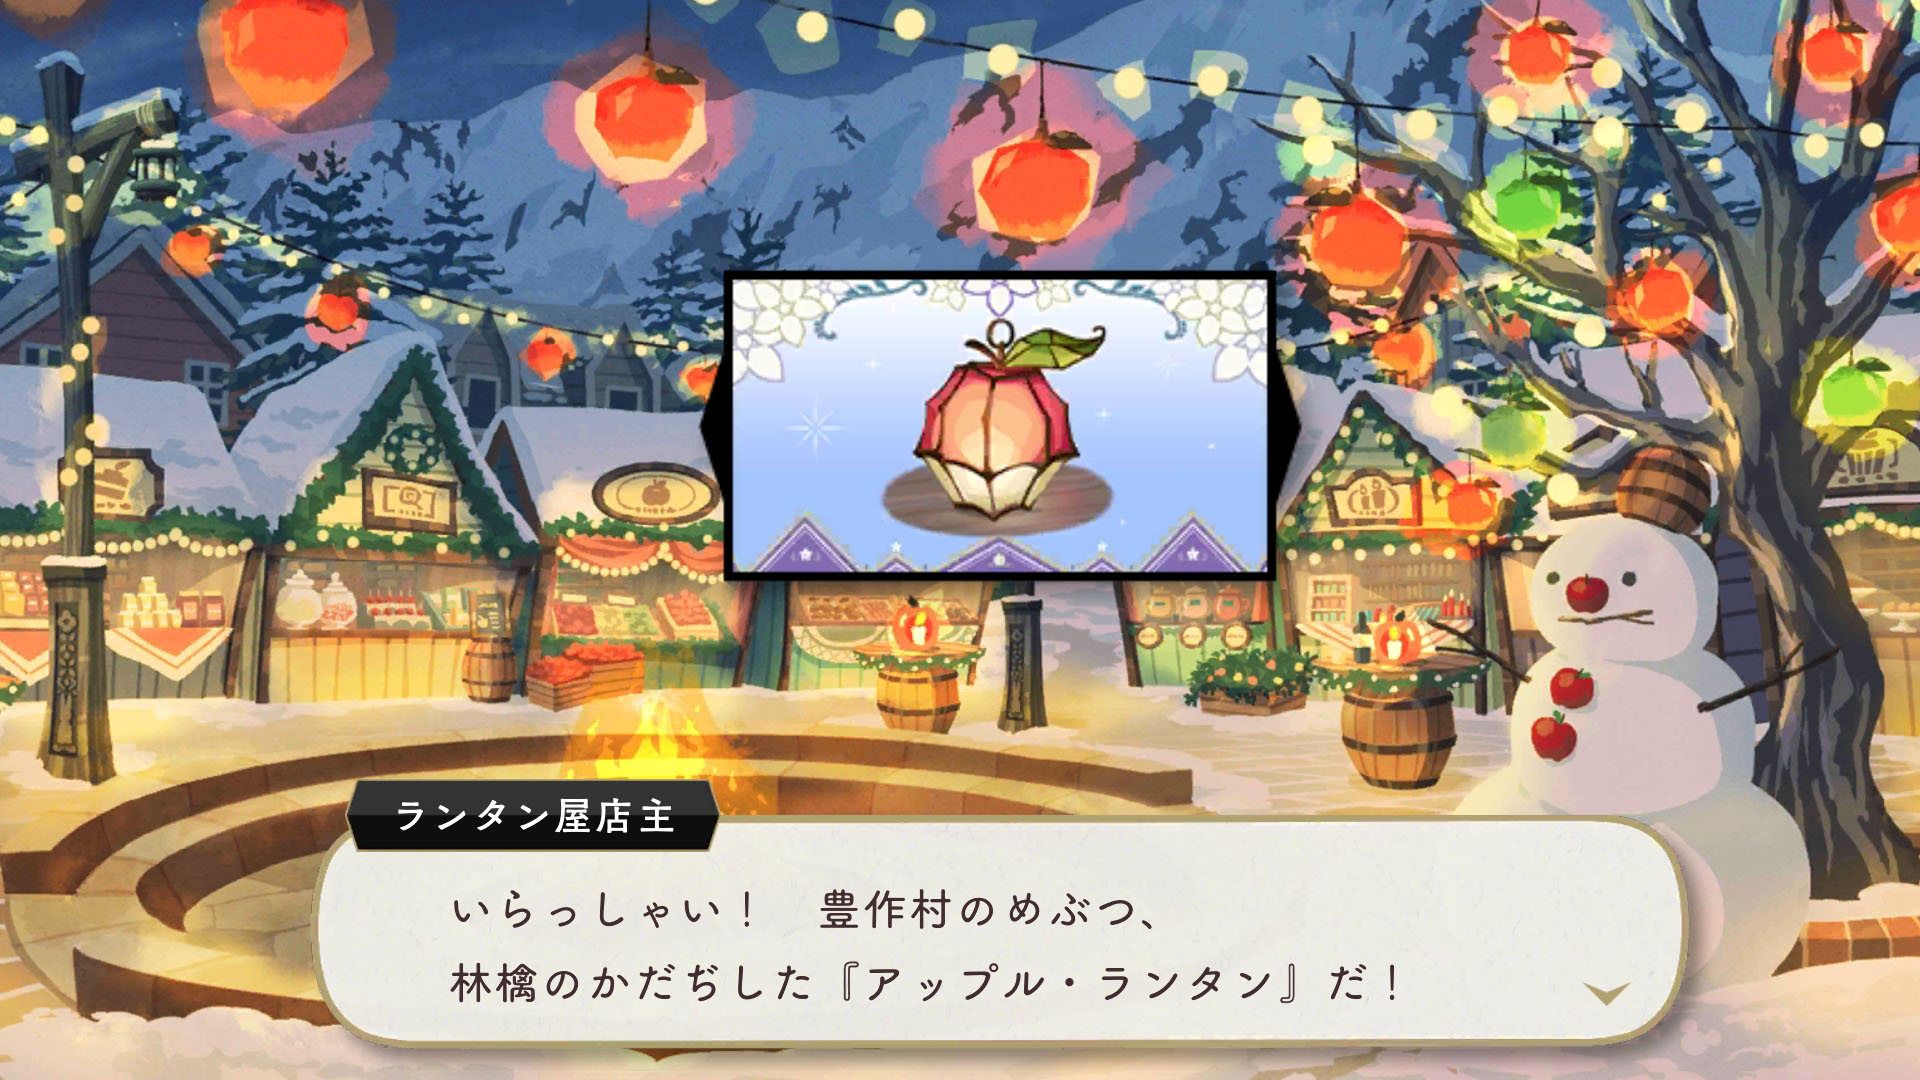 ランタン屋店主
いらっしゃい！　豊作村のめぶつ、
林檎のかだぢした『アップル・ランタン』だ！